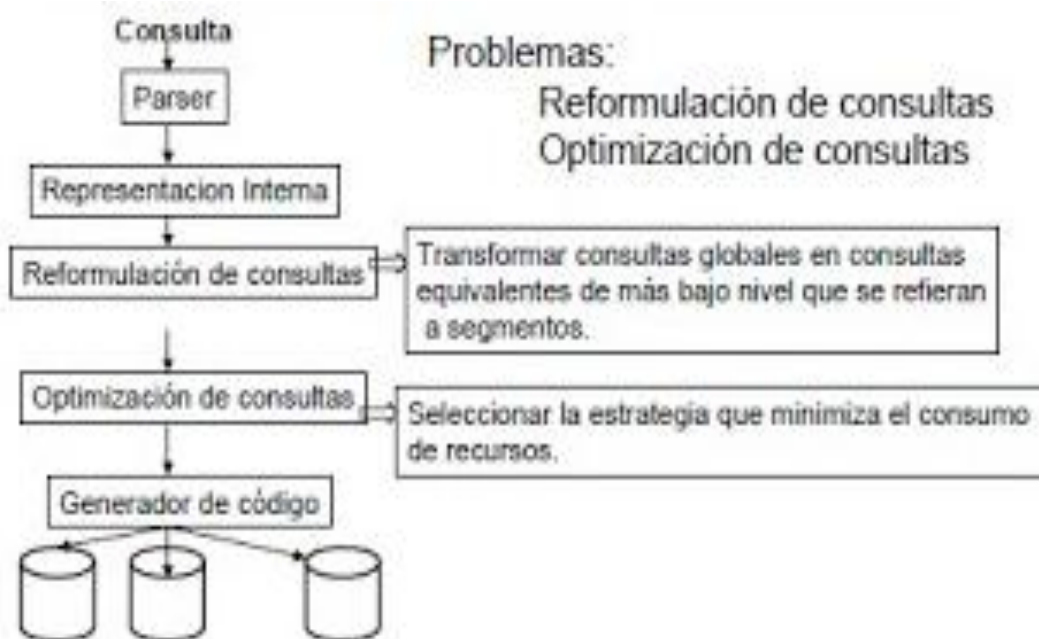 Consulta
Problemas:
Reformulación de consultas
Optimización de consultas
Parser
Representacion Interna
Reformulación de consultas
Transformar consultas globales en consultas
equivalentes de más bajo nivel que se refieran
a segmentos.
Optimización de consultas
Seleccionar la estrategia que minimiza el consumo
de recursos.
Generador de código